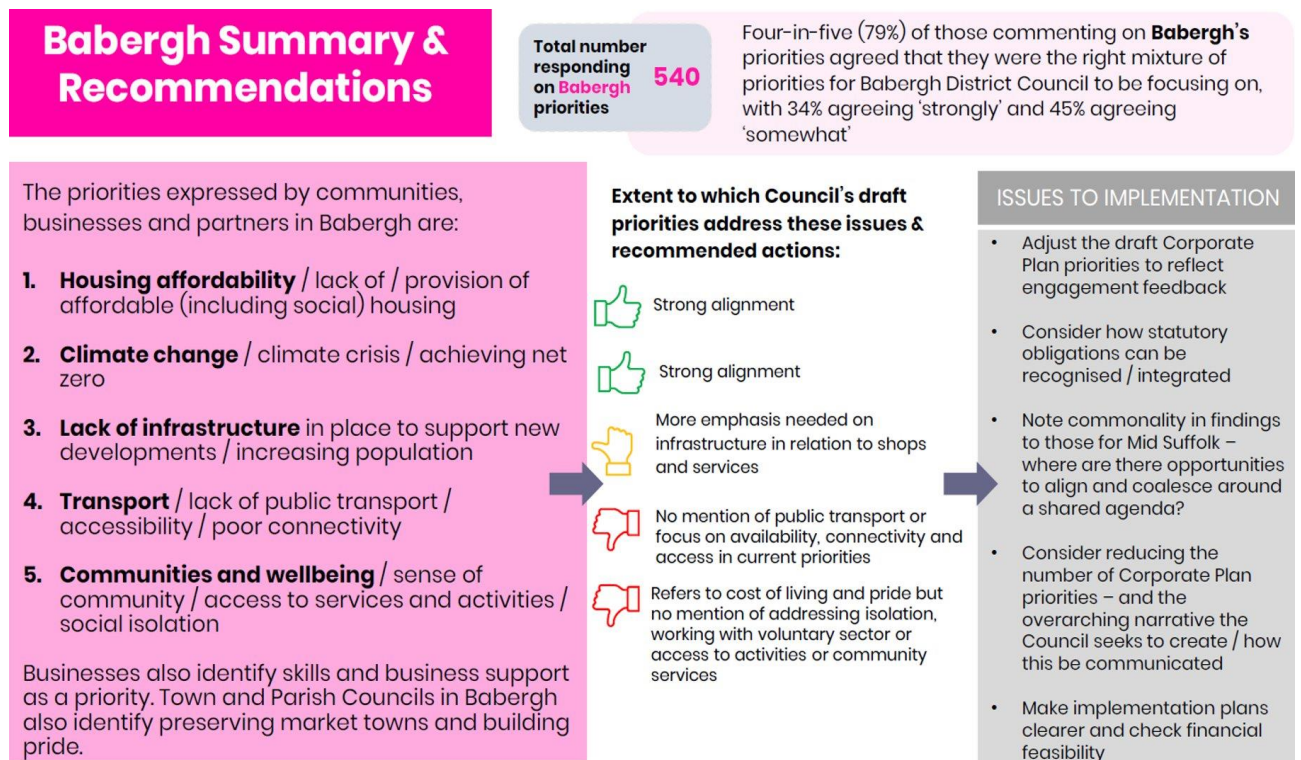 Babergh Summary &
Recommendations
Total number
responding
on Babergh
priorities
540
Four-in-five (79%) of those commenting on Babergh's
priorities agreed that they were the right mixture of
priorities for Babergh District Council to be focusing on,
with 34% agreeing 'strongly' and 45% agreeing
'somewhat'
The priorities expressed by communities,
businesses and partners in Babergh are:
1. Housing affordability / lack of / provision of
affordable (including social) housing
2. Climate change / climate crisis / achieving net
zero
3. Lack of infrastructure in place to support new
developments / increasing population
4. Transport / lack of public transport /
accessibility / poor connectivity
5. Communities and wellbeing / sense of
community / access to services and activities /
social isolation
Businesses also identify skills and business support
as a priority. Town and Parish Councils in Babergh
also identify preserving market towns and building
pride.
Extent to which Council's draft
priorities address these issues &
recommended actions:
Strong alignment
Strong alignment
More emphasis needed on
infrastructure in relation to shops
and services
No mention of public transport or
focus on availability, connectivity and
access in current priorities
Refers to cost of living and pride but
no mention of addressing isolation,
working with voluntary sector or
access to activities or community
services
ISSUES TO IMPLEMENTATION
• Adjust the draft Corporate
Plan priorities to reflect
engagement feedback
• Consider how statutory
obligations can be
recognised / integrated
• Note commonality in findings
to those for Mid Suffolk –
where are there opportunities
to align and coalesce around
a shared agenda?
• Consider reducing the
number of Corporate Plan
priorities – and the
overarching narrative the
Council seeks to create / how
this be communicated
• Make implementation plans
clearer and check financial
feasibility